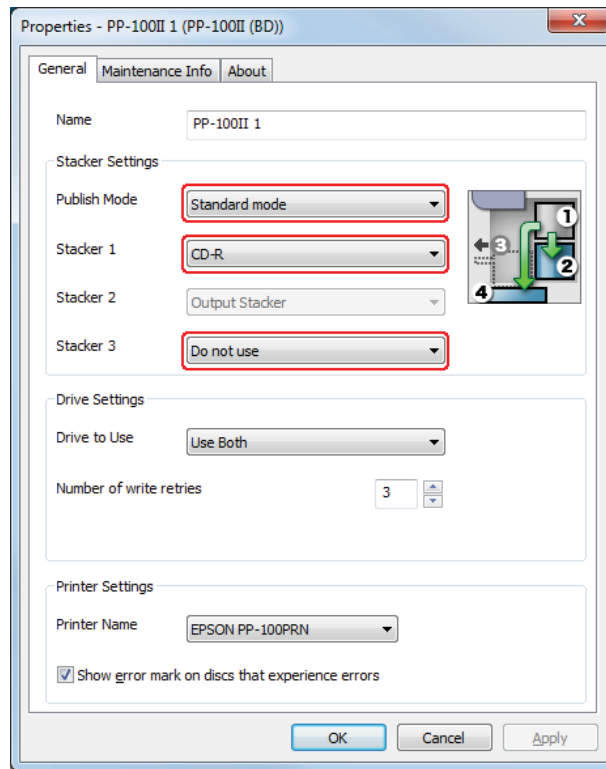 Properties - PP-100II 1 (PP-100II (BD))
X
General Maintenance Info About
Name PP-100II 1
Stacker Settings
Publish Mode Standard mode
Stacker 1 CD-R
Stacker 2 Output Stacker
Stacker 3 Do not use
1
3
2
4
Drive Settings
Drive to Use Use Both
Number of write retries 3
Printer Settings
Printer Name EPSON PP-100PRN
Show error mark on discs that experience errors
OK Cancel Apply